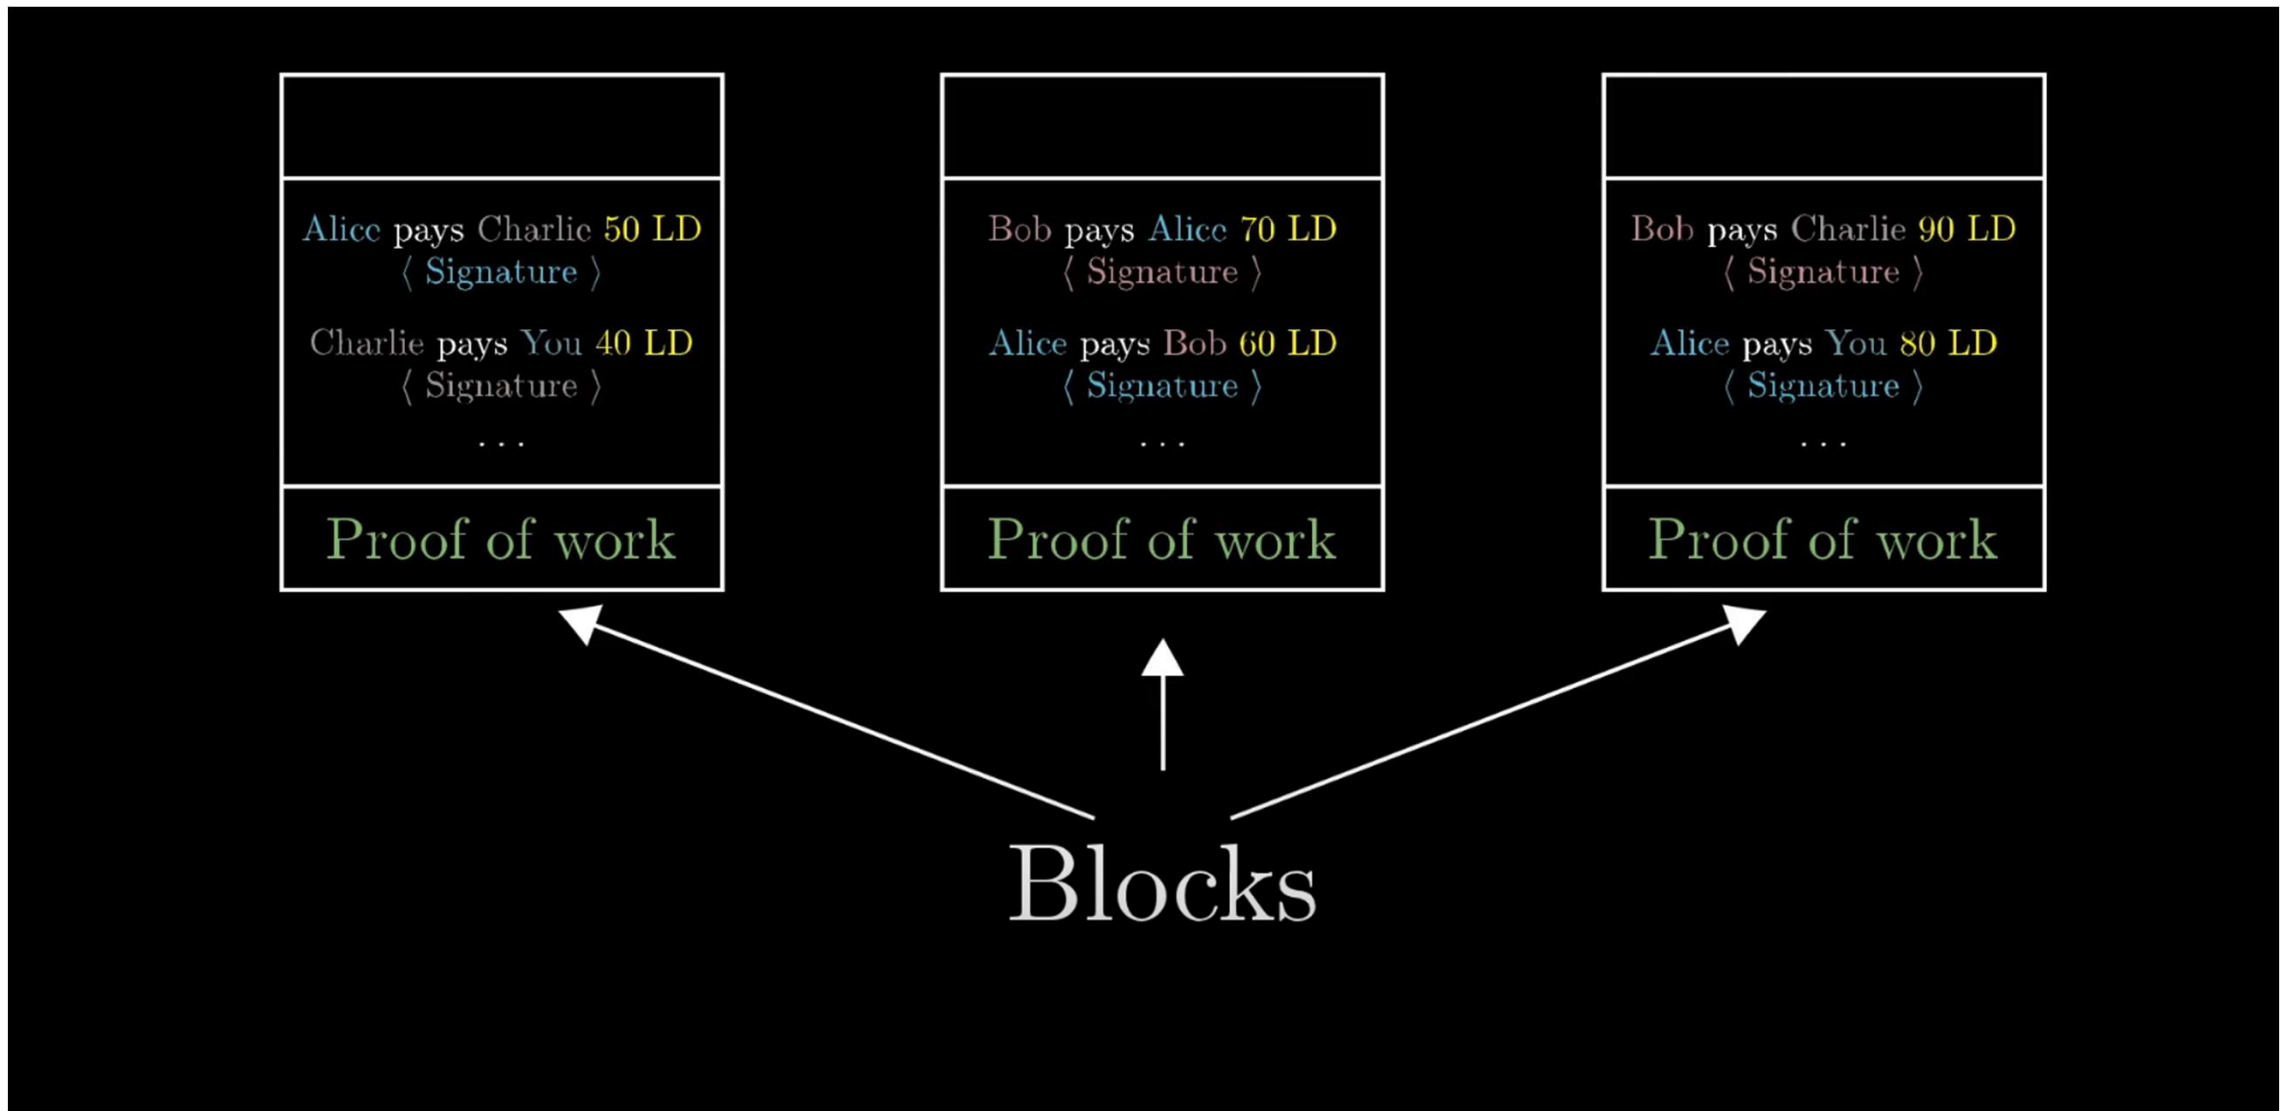 Alice pays Charlie 50 LD
⟨ Signature ⟩
Charlie pays You 40 LD
⟨ Signature ⟩
...
Proof of work
Bob pays Alice 70 LD
⟨ Signature ⟩
Alice pays Bob 60 LD
⟨ Signature ⟩
...
Proof of work
Bob pays Charlie 90 LD
⟨ Signature ⟩
Alice pays You 80 LD
⟨ Signature ⟩
...
Proof of work
Blocks